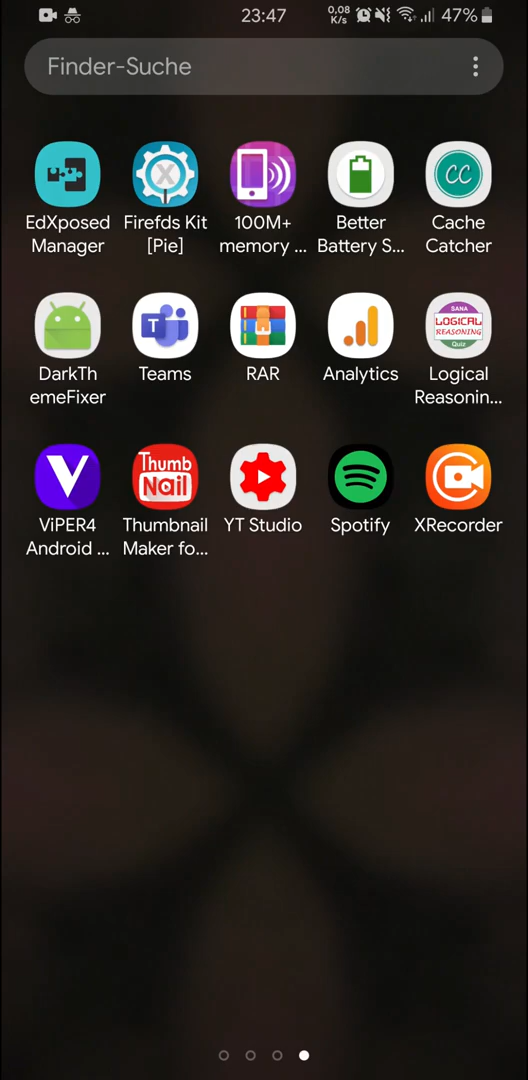 23:47
0,08
K/s
47%
Finder-Suche
X
CC
EdXposed
Manager
Firefds Kit
[Pie]
100M+
memory ...
Better
Battery S...
Cache
Catcher
T
SANA
LOGICAL
REASONING
Quiz
DarkTh
emeFixer
Teams
RAR
Analytics
Logical
Reasonin...
V
Thumb
Nail
ViPER4
Android ...
Thumbnail
Maker fo...
YT Studio
Spotify
XRecorder